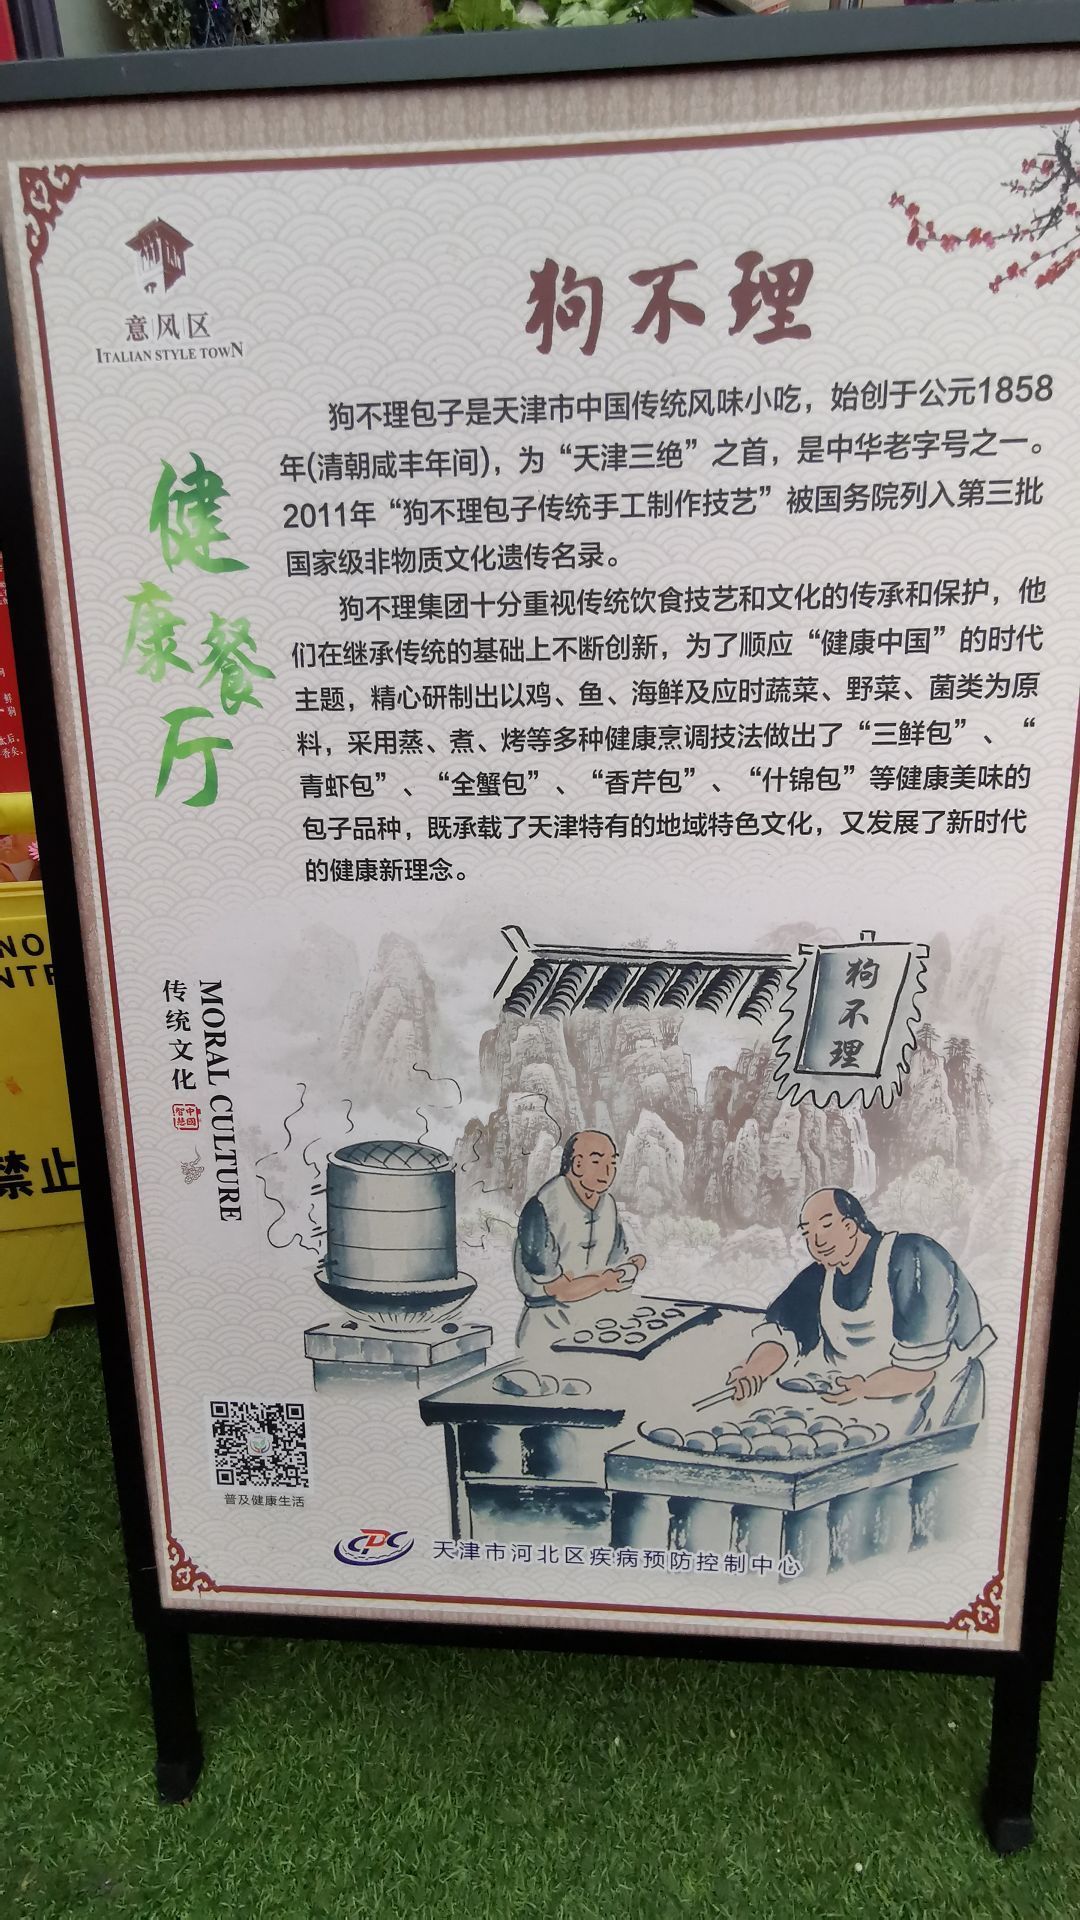 意风区
ITALIAN STYLE TOWN
狗不理
健康餐厅
狗不理包子是天津市中国传统风味小吃，始创于公元1858
年(清朝咸丰年间)，为“天津三绝”之首，是中华老字号之一。
2011年“狗不理包子传统手工制作技艺”被国务院列入第三批
国家级非物质文化遗传名录。
狗不理集团十分重视传统饮食技艺和文化的传承和保护，他
们在继承传统的基础上不断创新，为了顺应“健康中国”的时代
主题，精心研制出以鸡、鱼、海鲜及应时蔬菜、野菜、菌类为原
料，采用蒸、煮、烤等多种健康烹调技法做出了“三鲜包”、“
青虾包”、“全蟹包”、“香芹包”、“什锦包”等健康美味的
包子品种，既承载了天津特有的地域特色文化，又发展了新时代
的健康新理念。
狗不理
传统文化
MORAL CULTURE
中国智慧
普及健康生活
CDC
天津市河北区疾病预防控制中心
NO
禁止